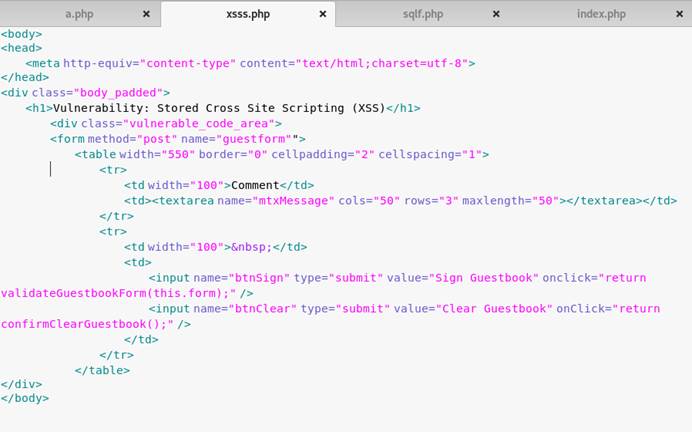 a.php × xsss.php × sqlf.php × index.php ×
<body>
<head>
<meta http-equiv="content-type" content="text/html;charset=utf-8">
</head>
<div class="body_padded">
<h1>Vulnerability: Stored Cross Site Scripting (XSS)</h1>
<div class="vulnerable_code_area">
<form method="post" name="guestform"">
<table width="550" border="0" cellpadding="2" cellspacing="1">
<tr>
<td width="100">Comment</td>
<td><textarea name="mtxMessage" cols="50" rows="3" maxlength="50"></textarea></td>
</tr>
<tr>
<td width="100">&nbsp;</td>
<td>
<input name="btnSign" type="submit" value="Sign Guestbook" onclick="return
validateGuestbookForm(this.form);" />
<input name="btnClear" type="submit" value="Clear Guestbook" onClick="return
confirmClearGuestbook();" />
</td>
</tr>
</table>
</div>
</body>